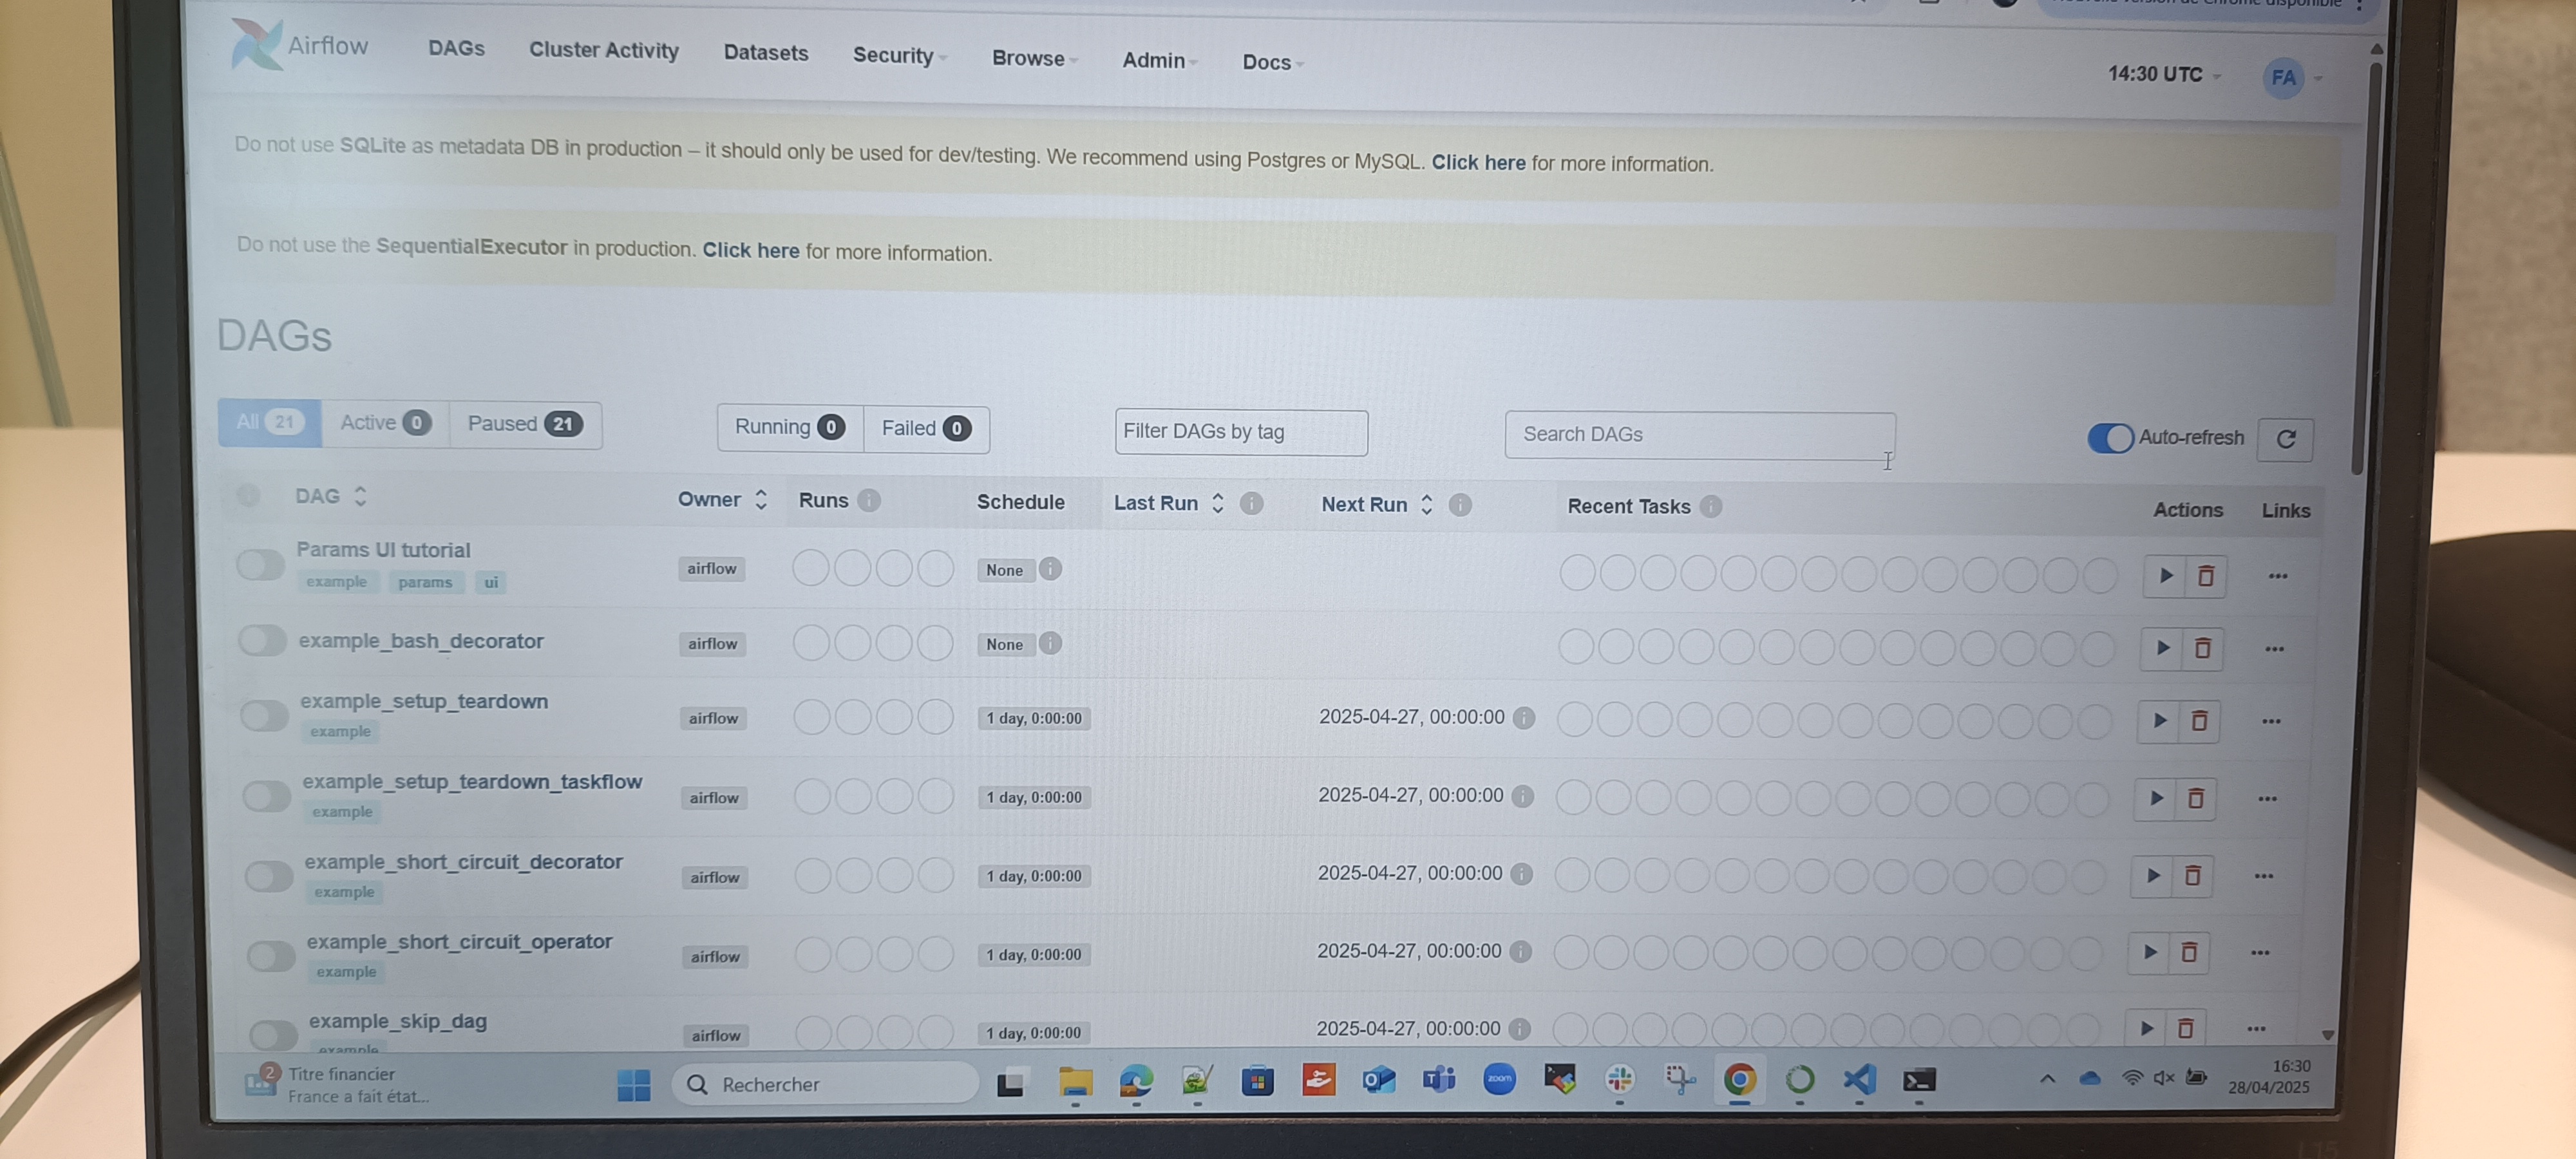 Airflow DAGs Cluster Activity Datasets Security Browse Admin Docs 14:30 UTC FA
Do not use SQLite as metadata DB in production – it should only be used for dev/testing. We recommend using Postgres or MySQL. Click here for more information.
Do not use the SequentialExecutor in production. Click here for more information.
DAGs
All 21 Active 0 Paused 21 Running 0 Failed 0 Filter DAGs by tag Search DAGs Auto-refresh
DAG Owner Runs Schedule Last Run Next Run Recent Tasks Actions Links
Params UI tutorial
example params ui
airflow None
example_bash_decorator airflow None
example_setup_teardown
example
airflow 1 day, 0:00:00 2025-04-27, 00:00:00
example_setup_teardown_taskflow
example
airflow 1 day, 0:00:00 2025-04-27, 00:00:00
example_short_circuit_decorator
example
airflow 1 day, 0:00:00 2025-04-27, 00:00:00
example_short_circuit_operator
example
airflow 1 day, 0:00:00 2025-04-27, 00:00:00
example_skip_dag
example
airflow 1 day, 0:00:00 2025-04-27, 00:00:00
2
Titre financier
France a fait état...
Rechercher
zoom
16:30
28/04/2025